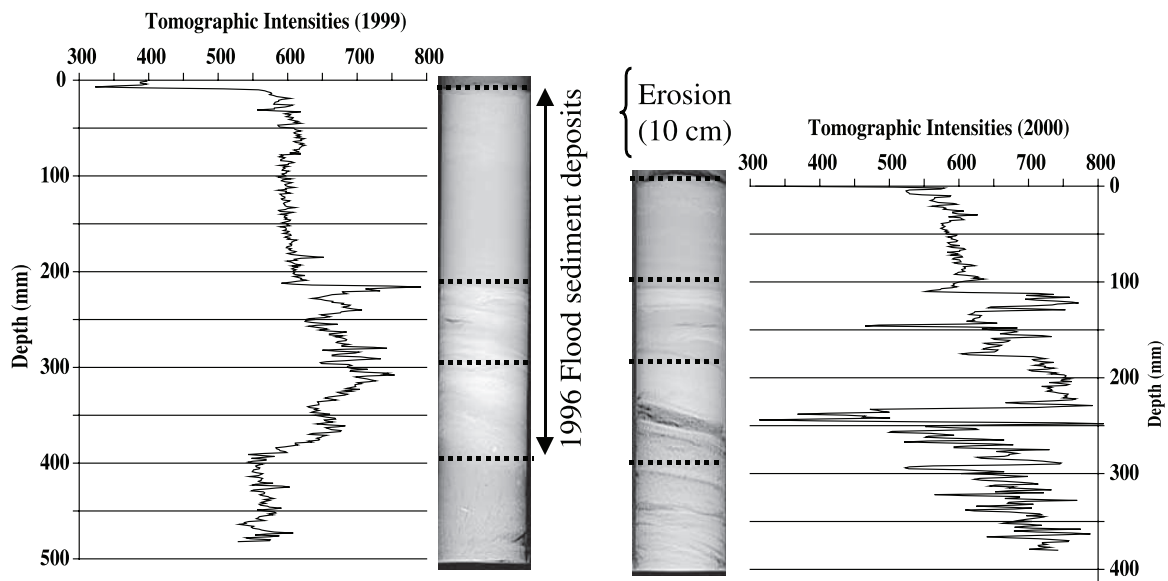 Tomographic Intensities (1999)
300 400 500 600 700 800
0
100
200
300
400
500
Depth (mm)
1996 Flood sediment deposits
Erosion
(10 cm)
Tomographic Intensities (2000)
300 400 500 600 700 800
0
100
200
300
400
Depth (mm)